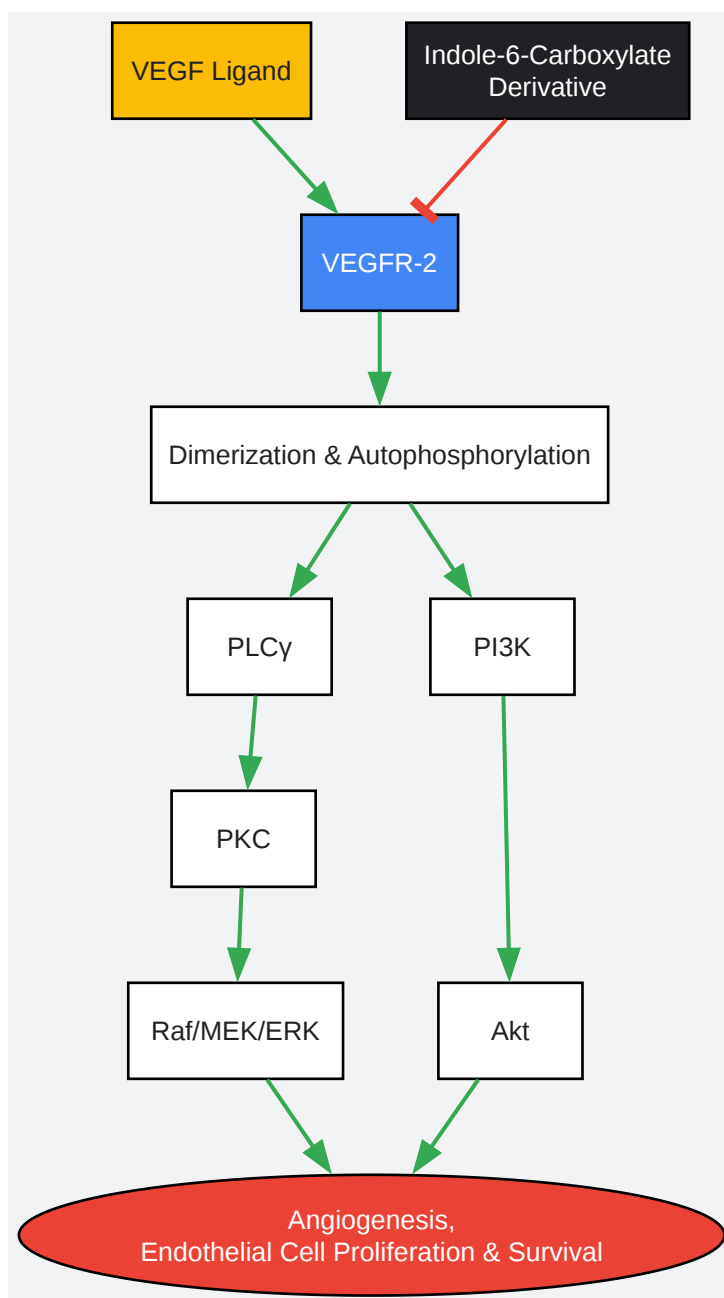 VEGF Ligand
Indole-6-Carboxylate
Derivative
VEGFR-2
Dimerization & Autophosphorylation
PLCγ
PI3K
PKC
Raf/MEK/ERK
Akt
Angiogenesis,
Endothelial Cell Proliferation & Survival